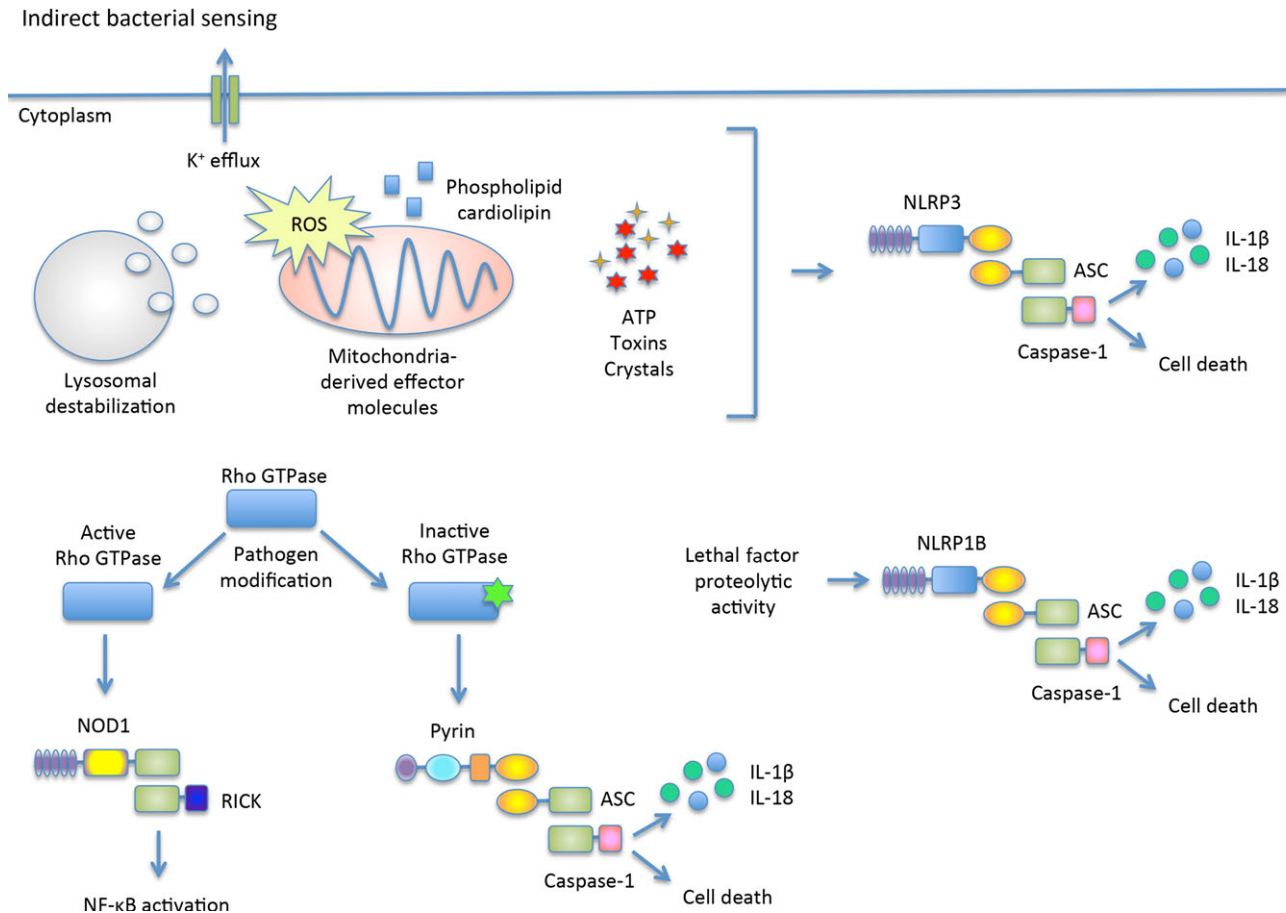 Indirect bacterial sensing
Cytoplasm
K⁺ efflux
ROS
Phospholipid
cardiolipin
Lysosomal
destabilization
Mitochondria-
derived effector
molecules
ATP
Toxins
Crystals
NLRP3
ASC
Caspase-1
IL-1β
IL-18
Cell death
Rho GTPase
Pathogen
modification
Active
Rho GTPase
Inactive
Rho GTPase
NOD1
RICK
NF-κB activation
Pyrin
ASC
Caspase-1
IL-1β
IL-18
Cell death
Lethal factor
proteolytic
activity
NLRP1B
ASC
Caspase-1
IL-1β
IL-18
Cell death